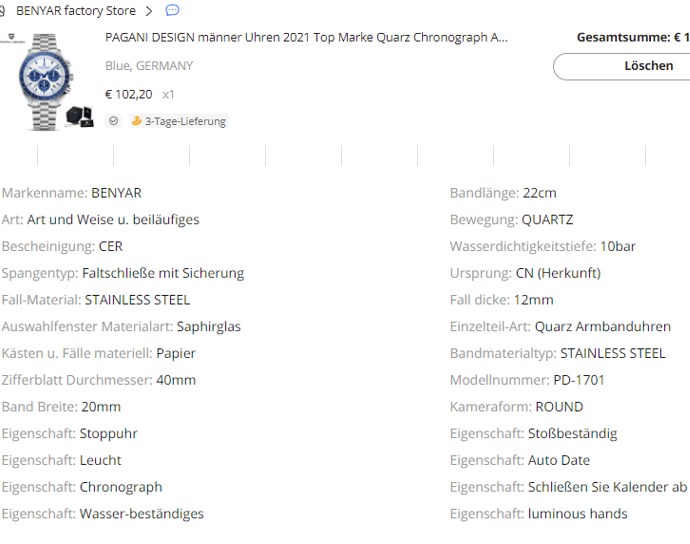 BENYAR factory Store
PAGANI DESIGN männer Uhren 2021 Top Marke Quarz Chronograph A...
Gesamtsumme: € 1
Blue, GERMANY
Löschen
€ 102,20 x1
3-Tage-Lieferung
Markenname: BENYAR
Bandlänge: 22cm
Art: Art und Weise u. beiläufiges
Bewegung: QUARTZ
Bescheinigung: CER
Wasserdichtigkeitstiefe: 10bar
Spangentyp: Faltschließe mit Sicherung
Ursprung: CN (Herkunft)
Fall-Material: STAINLESS STEEL
Fall dicke: 12mm
Auswahlfenster Materialart: Saphirglas
Einzelteil-Art: Quarz Armbanduhren
Kästen u. Fälle materiell: Papier
Bandmaterialtyp: STAINLESS STEEL
Zifferblatt Durchmesser: 40mm
Modellnummer: PD-1701
Band Breite: 20mm
Kameraform: ROUND
Eigenschaft: Stoppuhr
Eigenschaft: Stoßbeständig
Eigenschaft: Leucht
Eigenschaft: Auto Date
Eigenschaft: Chronograph
Eigenschaft: Schließen Sie Kalender ab
Eigenschaft: Wasser-beständiges
Eigenschaft: luminous hands